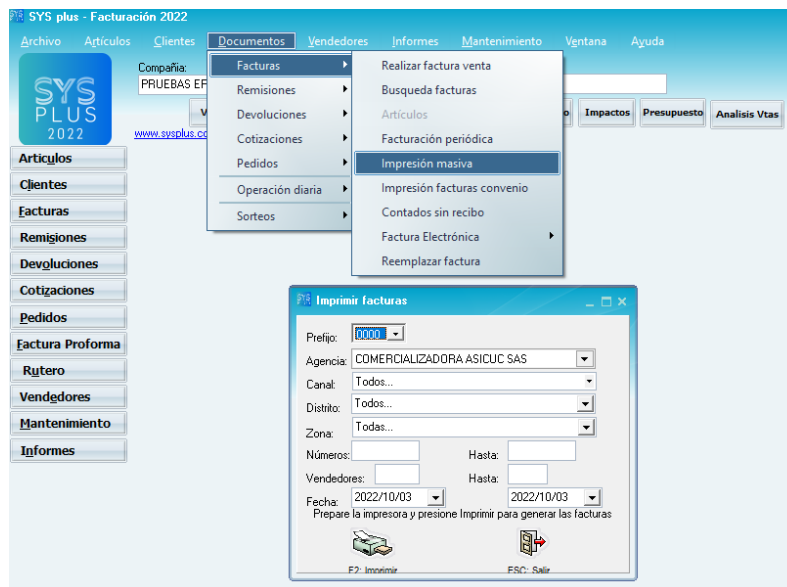 SYS plus - Facturación 2022
Archivo Artículos Clientes Documentos Vendedores Informes Mantenimiento Ventana Ayuda
SYS
PLUS
2022
Compañia:
PRUEBAS EF
www.sysplus.co
Impactos Presupuesto Analisis Vtas
Facturas
Remisiones
Devoluciones
Cotizaciones
Pedidos
Operación diaria
Sorteos
Realizar factura venta
Busqueda facturas
Artículos
Facturación periódica
Impresión masiva
Impresión facturas convenio
Contados sin recibo
Factura Electrónica
Reemplazar factura
Articulos
Clientes
Facturas
Remisiones
Devoluciones
Cotizaciones
Pedidos
Factura Proforma
Rutero
Vendedores
Mantenimiento
Informes
Imprimir facturas
Prefijo: 0000
Agencia: COMERCIALIZADORA ASICUC SAS
Canal: Todos...
Distrito: Todos...
Zona: Todas...
Números: Hasta:
Vendedores: Hasta:
Fecha: 2022/10/03 2022/10/03
Prepare la impresora y presione Imprimir para generar las facturas
F2: Imprimir ESC: Salir